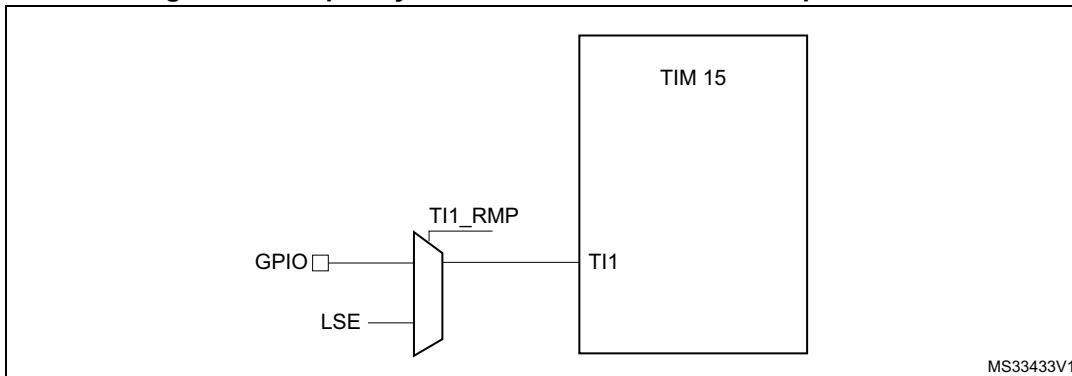 TIM 15
TI1_RMP
GPIO
TI1
LSE
MS33433V1